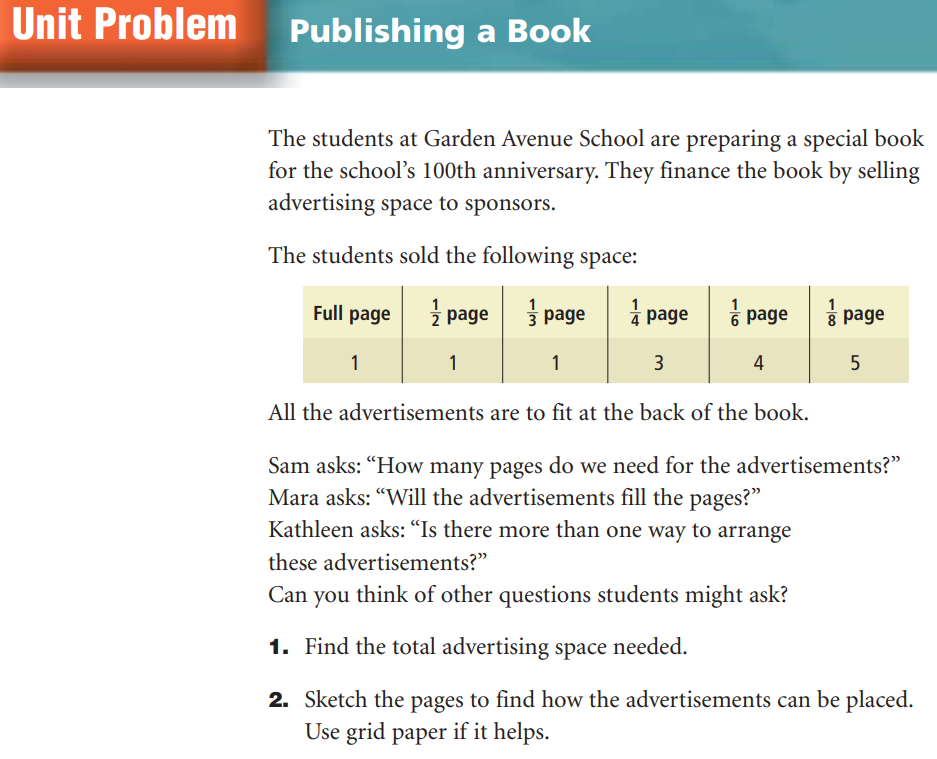 Unit Problem
Publishing a Book
The students at Garden Avenue School are preparing a special book
for the school's 100th anniversary. They finance the book by selling
advertising space to sponsors.
The students sold the following space:
Full page 1/2 page 1/3 page 1/4 page 1/6 page 1/8 page
1 1 1 3 4 5
All the advertisements are to fit at the back of the book.
Sam asks: “How many pages do we need for the advertisements?”
Mara asks: “Will the advertisements fill the pages?”
Kathleen asks: “Is there more than one way to arrange
these advertisements?”
Can you think of other questions students might ask?
1. Find the total advertising space needed.
2. Sketch the pages to find how the advertisements can be placed.
Use grid paper if it helps.